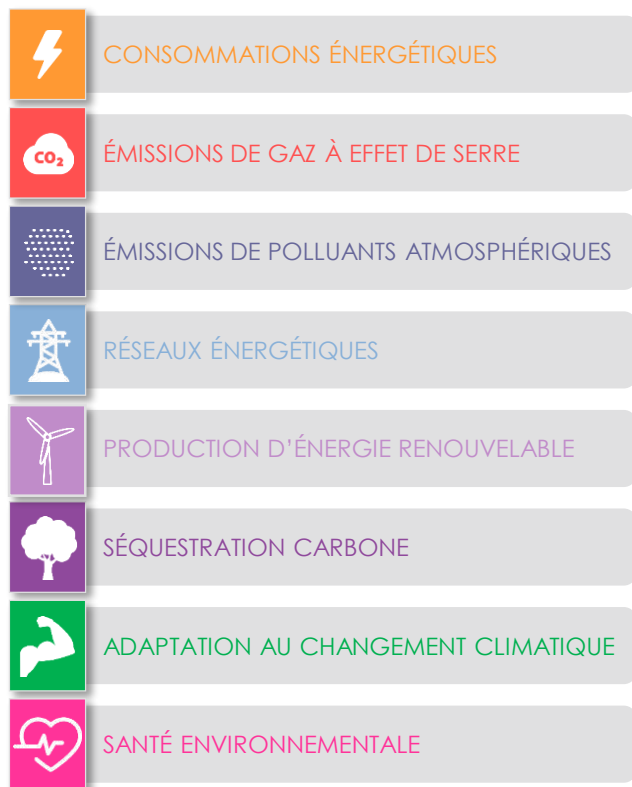 CONSOMMATIONS ÉNERGÉTIQUES
CO₂
ÉMISSIONS DE GAZ À EFFET DE SERRE
ÉMISSIONS DE POLLUANTS ATMOSPHÉRIQUES
RÉSEAUX ÉNERGÉTIQUES
PRODUCTION D'ÉNERGIE RENOUVELABLE
SÉQUESTRATION CARBONE
ADAPTATION AU CHANGEMENT CLIMATIQUE
SANTÉ ENVIRONNEMENTALE